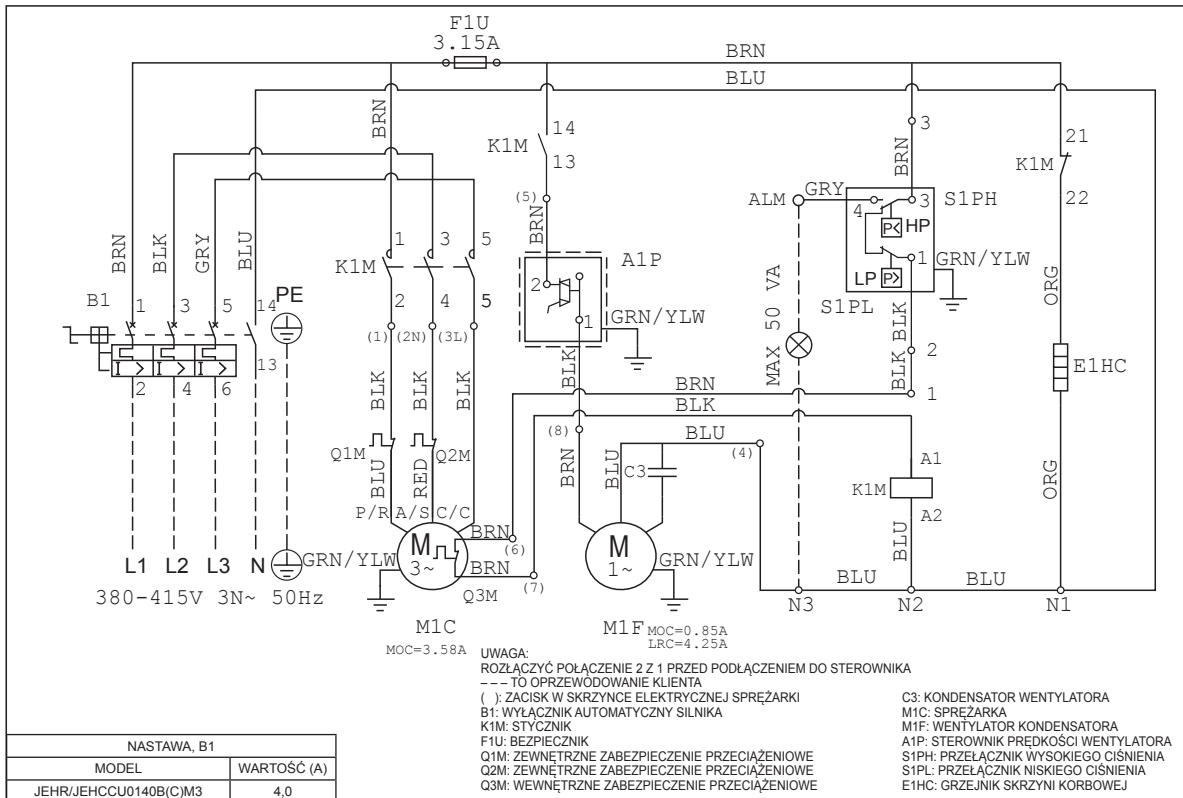 F1U
3.15A
BRN
BLU
BRN
14
K1M
13
(5)
BRN
3
BRN
21
K1M
22
ALM
GRY
4
3
S1PH
P<
HP
1
LP
P>
GRN/YLW
S1PL
BRN
BLK
GRY
BLU
1
3
5
K1M
2
4
5
(1)
(2N)
(3L)
A1P
2
1
GRN/YLW
BLK
MAX 50 VA
BLK
BLK
2
1
ORG
E1HC
ORG
B1
1
3
5
14
PE
13
I >
I >
I >
2
4
6
BLK
BLK
BLK
BRN
BLK
Q1M
Q2M
BLU
RED
P/R
A/S
C/C
(8)
BRN
BLU
BLU
C3
(4)
A1
K1M
A2
BLU
L1
L2
L3
N
GRN/YLW
M
3~
BRN
(6)
BRN
(7)
Q3M
M
1~
GRN/YLW
BLU
BLU
N3
N2
N1
380-415V 3N~ 50Hz
M1C
MOC=3.58A
M1F
MOC=0.85A
LRC=4.25A
UWAGA:
ROZŁĄCZYĆ POŁĄCZENIE 2 Z 1 PRZED PODŁĄCZENIEM DO STEROWNIKA
– – – TO OPRZEWODOWANIE KLIENTA
( ): ZACISK W SKRZYNCE ELEKTRYCZNEJ SPRĘŻARKI
B1: WYŁĄCZNIK AUTOMATYCZNY SILNIKA
K1M: STYCZNIK
F1U: BEZPIECZNIK
Q1M: ZEWNĘTRZNE ZABEZPIECZENIE PRZECIĄŻENIOWE
Q2M: ZEWNĘTRZNE ZABEZPIECZENIE PRZECIĄŻENIOWE
Q3M: WEWNĘTRZNE ZABEZPIECZENIE PRZECIĄŻENIOWE
C3: KONDENSATOR WENTYLATORA
M1C: SPRĘŻARKA
M1F: WENTYLATOR KONDENSATORA
A1P: STEROWNIK PRĘDKOŚCI WENTYLATORA
S1PH: PRZEŁĄCZNIK WYSOKIEGO CIŚNIENIA
S1PL: PRZEŁĄCZNIK NISKIEGO CIŚNIENIA
E1HC: GRZEJNIK SKRZYNI KORBOWEJ
NASTAWA, B1
MODEL
WARTOŚĆ (A)
JEHR/JEHCCU0140B(C)M3
4,0